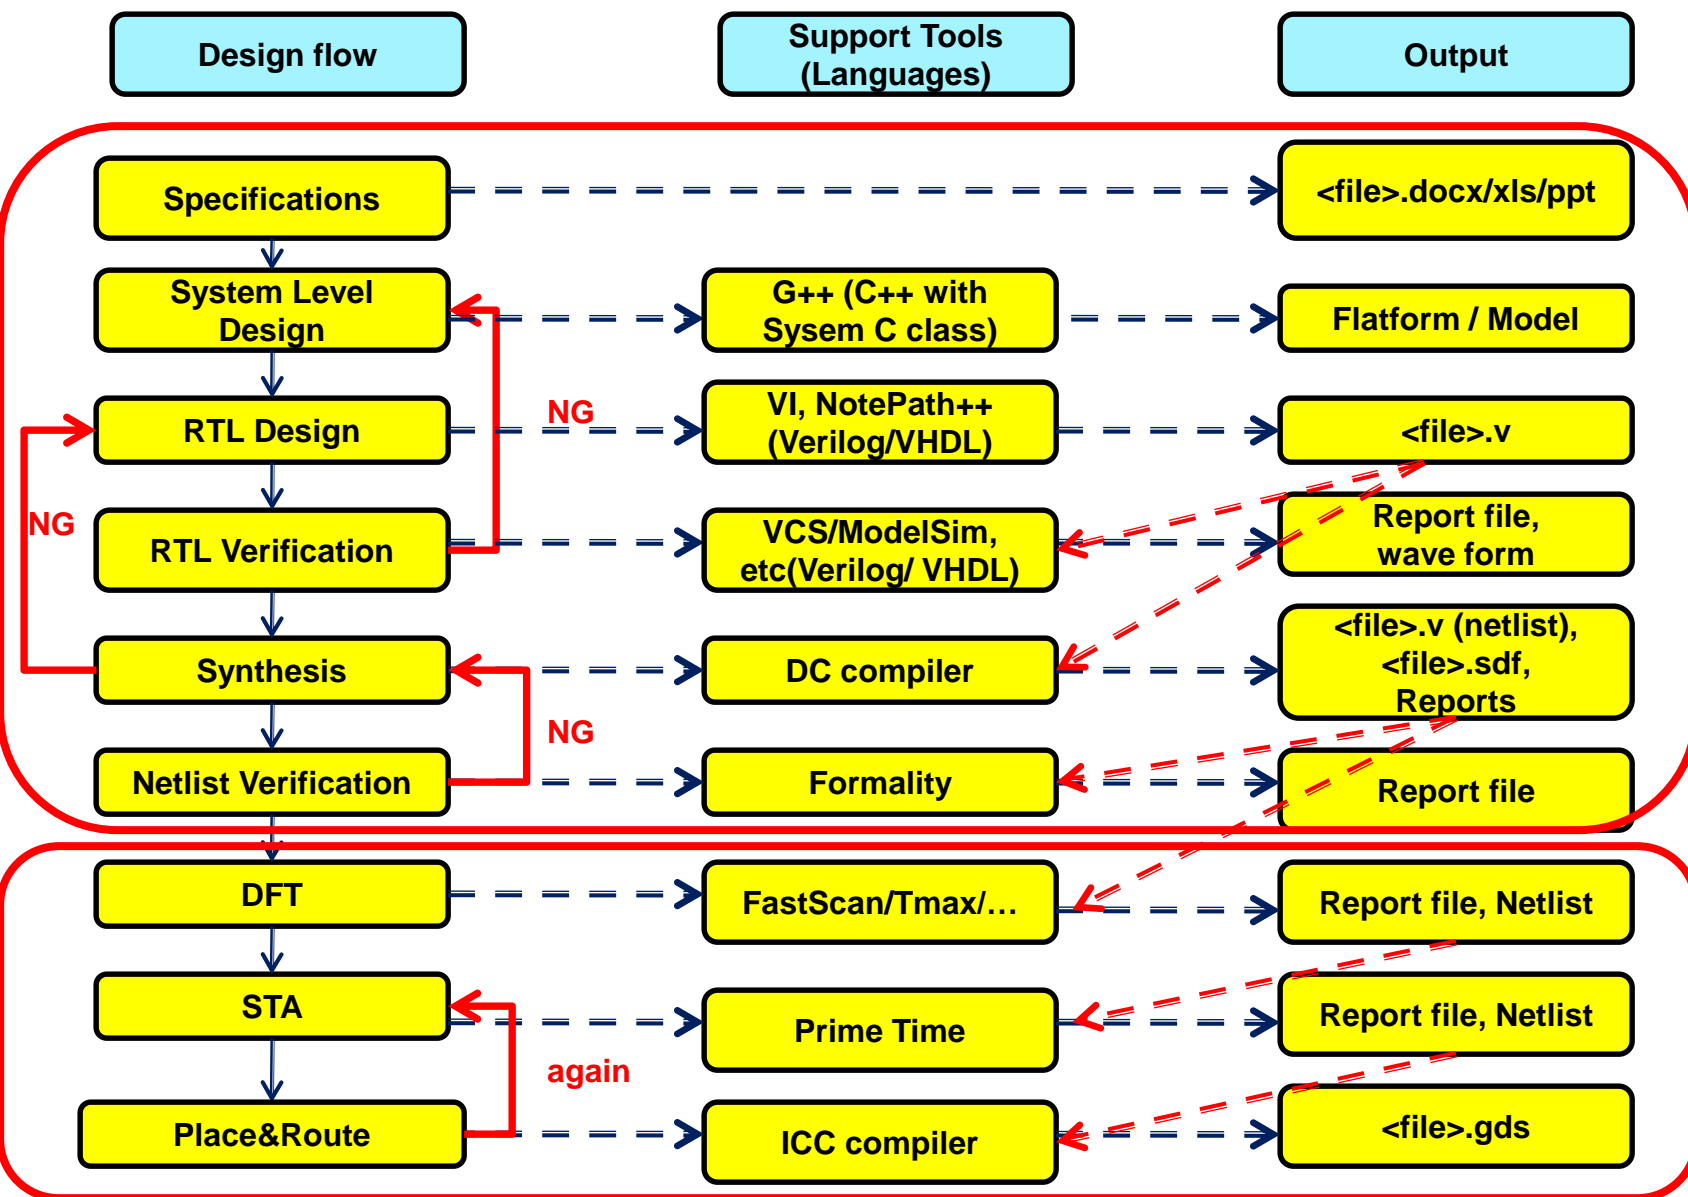 Design flow
Support Tools
(Languages)
Output
Specifications
<file>.docx/xls/ppt
System Level
Design
G++ (C++ with
Sysem C class)
Flatform / Model
NG
RTL Design
VI, NotePath++
(Verilog/VHDL)
<file>.v
NG
RTL Verification
VCS/ModelSim,
etc(Verilog/ VHDL)
Report file,
wave form
Synthesis
DC compiler
<file>.v (netlist),
<file>.sdf,
Reports
NG
Netlist Verification
Formality
Report file
DFT
FastScan/Tmax/…
Report file, Netlist
STA
Prime Time
Report file, Netlist
again
Place&Route
ICC compiler
<file>.gds